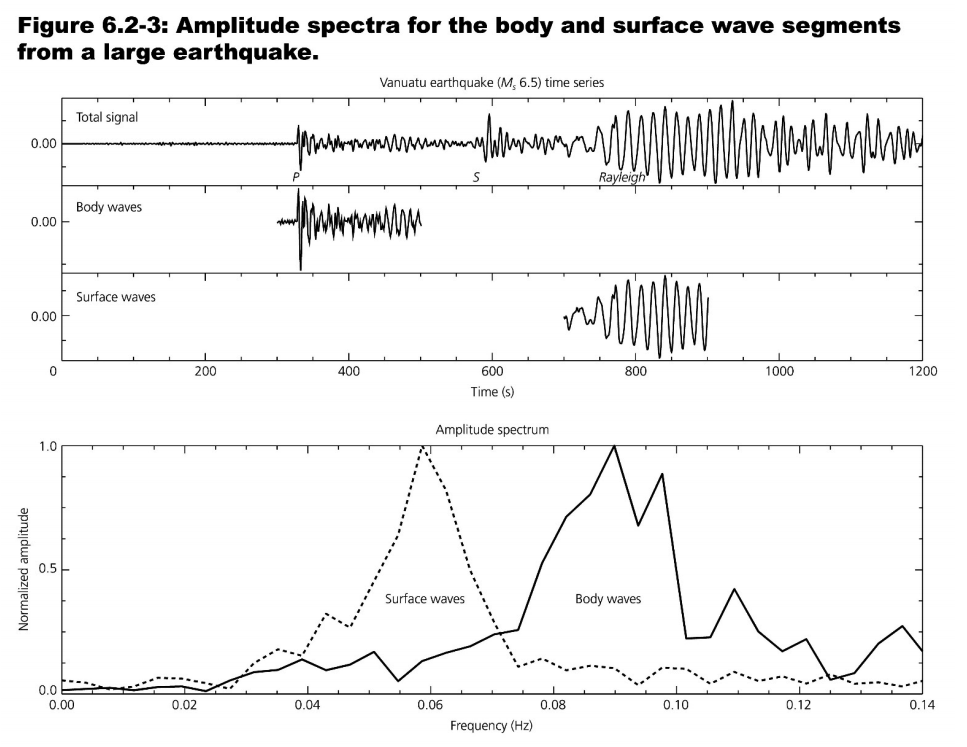 Figure 6.2-3: Amplitude spectra for the body and surface wave segments
from a large earthquake.
Vanuatu earthquake (Ms 6.5) time series
Total signal
0.00
P
S
Rayleigh
Body waves
0.00
Surface waves
0.00
0
200
400
600
800
1000
1200
Time (s)
Amplitude spectrum
1.0
Normalized amplitude
0.5
Surface waves
Body waves
0.0
0.00
0.02
0.04
0.06
0.08
0.10
0.12
0.14
Frequency (Hz)